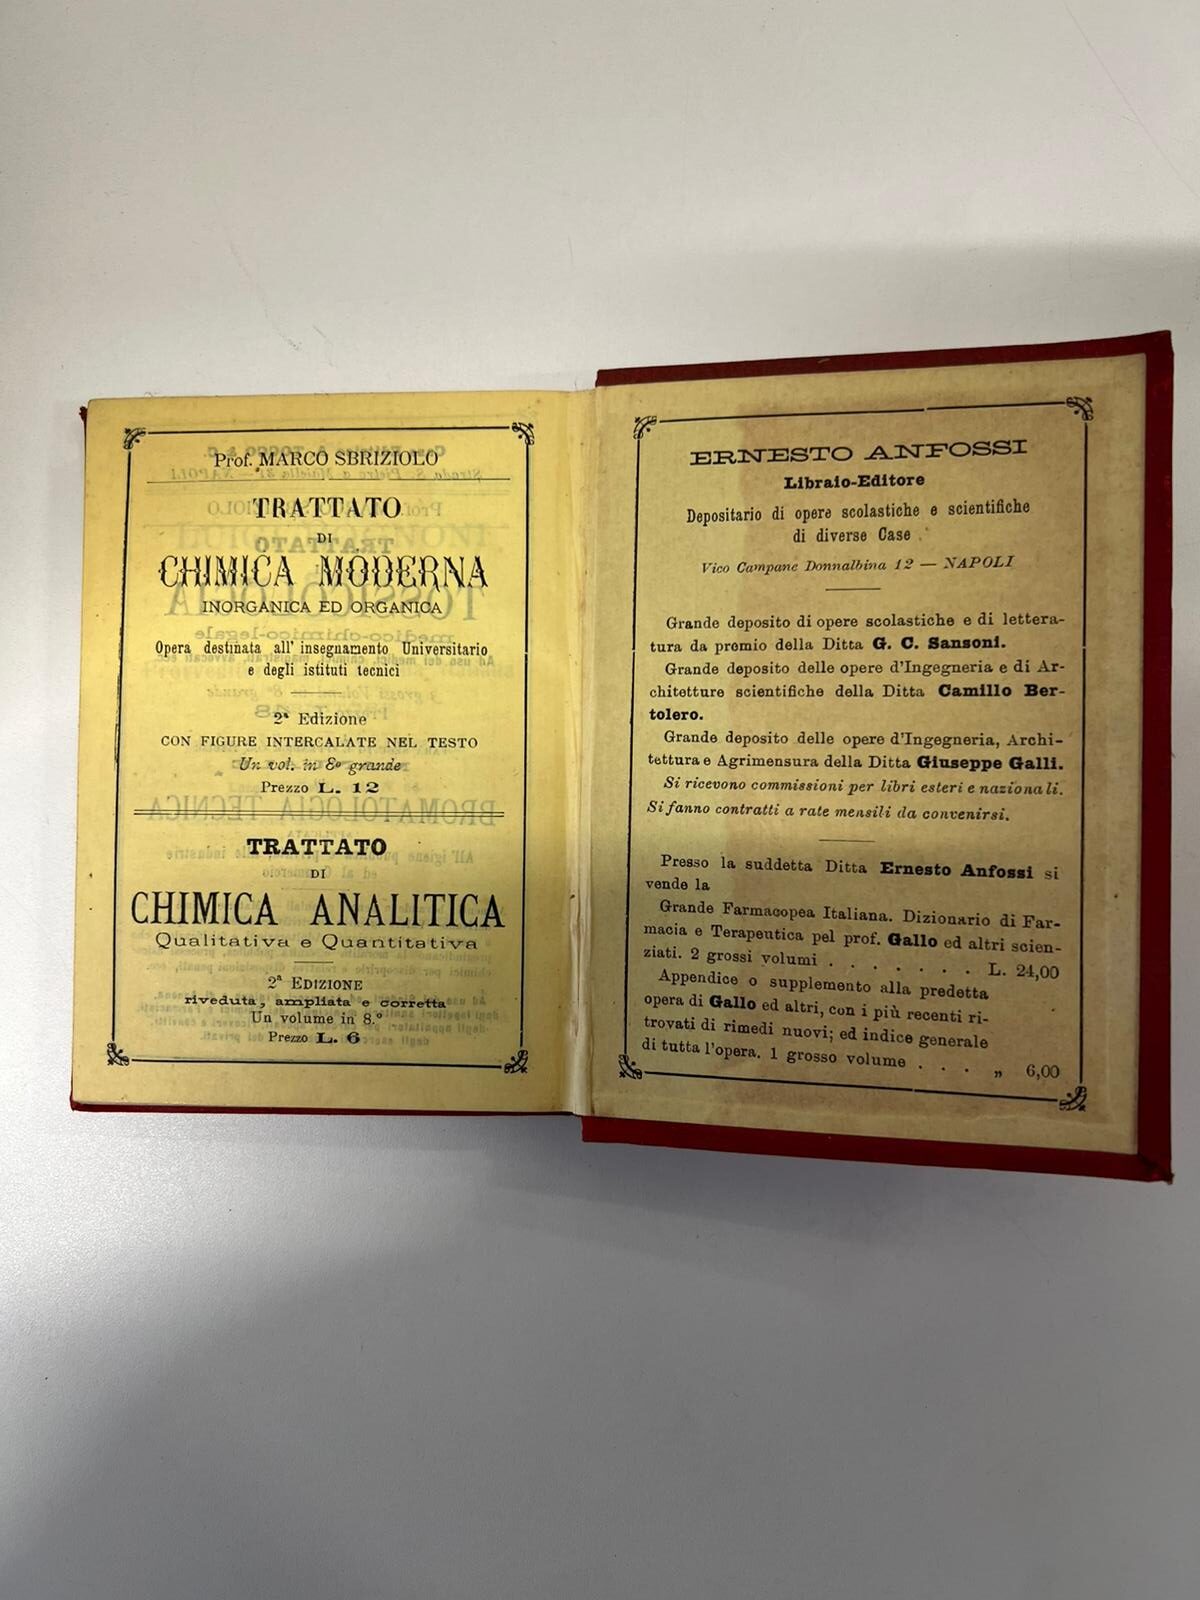 Prof. MARCO SBRIZIOLO
TRATTATO
DI
CHIMICA MODERNA
INORGANICA ED ORGANICA
Opera destinata all' insegnamento Universitario
e degli istituti tecnici
2ª Edizione
CON FIGURE INTERCALATE NEL TESTO
Un vol. in 8º grande
Prezzo L. 12
TRATTATO
DI
CHIMICA ANALITICA
Qualitativa e Quantitativa
2ª EDIZIONE
riveduta, ampliata e corretta
Un volume in 8.º
Prezzo L. 6
ERNESTO ANFOSSI
Libraio-Editore
Depositario di opere scolastiche e scientifiche
di diverse Case
Vico Campane Donnalbina 12 — NAPOLI
Grande deposito di opere scolastiche e di lettera-
tura da premio della Ditta G. C. Sansoni.
Grande deposito delle opere d'Ingegneria e di Ar-
chitetture scientifiche della Ditta Camillo Ber-
tolero.
Grande deposito delle opere d'Ingegneria, Archi-
tettura e Agrimensura della Ditta Giuseppe Galli.
Si ricevono commissioni per libri esteri e nazionali.
Si fanno contratti a rate mensili da convenirsi.
Presso la suddetta Ditta Ernesto Anfossi si
vende la
Grande Farmacopea Italiana. Dizionario di Far-
macia e Terapeutica pel prof. Gallo ed altri scien-
ziati. 2 grossi volumi . . . . . . . L. 24,00
Appendice o supplemento alla predetta
opera di Gallo ed altri, con i più recenti ri-
trovati di rimedi nuovi; ed indice generale
di tutta l'opera. 1 grosso volume . . . „ 6,00